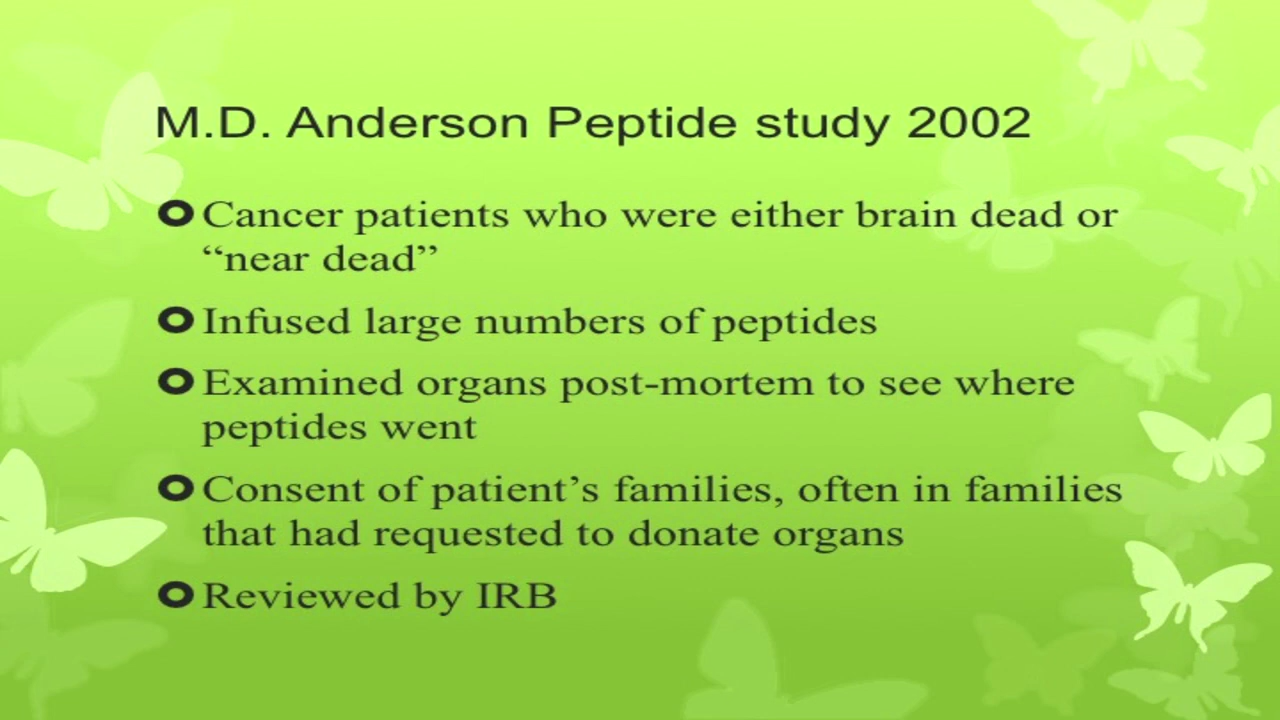 M.D. Anderson Peptide study 2002
Cancer patients who were either brain dead or
“near dead”
Infused large numbers of peptides
Examined organs post-mortem to see where
peptides went
Consent of patient’s families, often in families
that had requested to donate organs
Reviewed by IRB